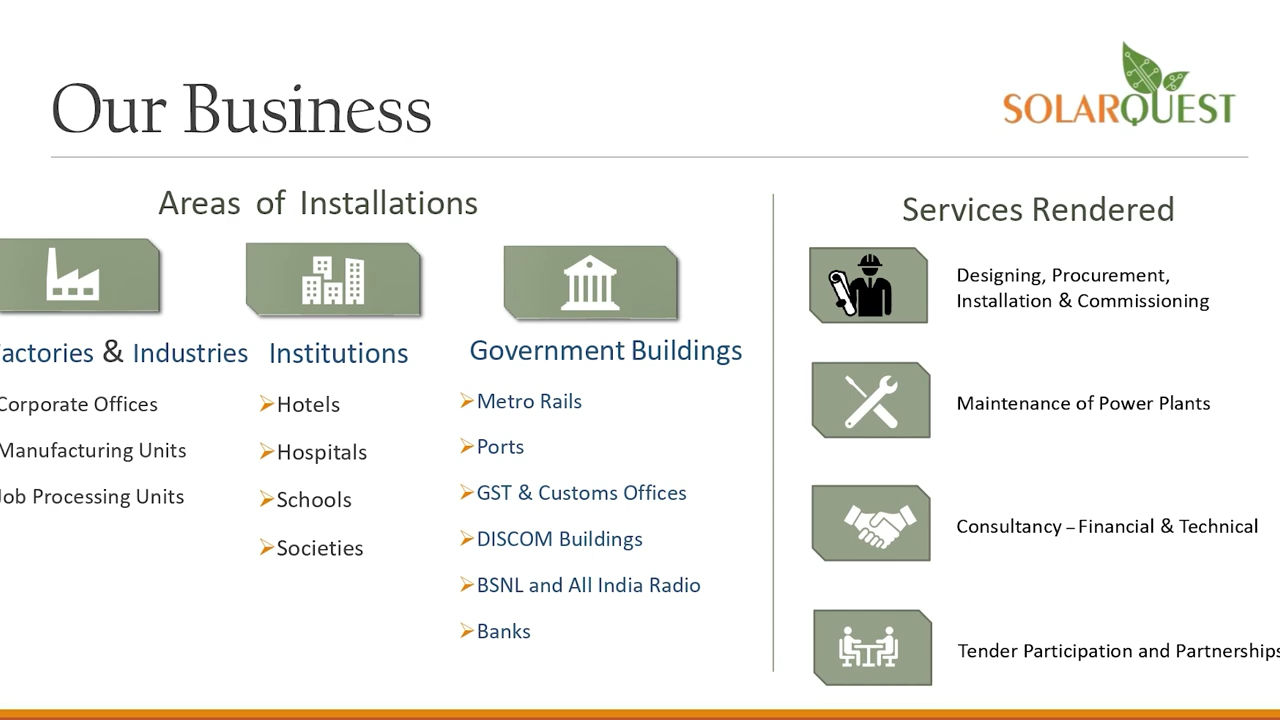 Our Business
SOLARQUEST
Areas of Installations
actories & Industries
Corporate Offices
Manufacturing Units
Job Processing Units
Institutions
Hotels
Hospitals
Schools
Societies
Government Buildings
Metro Rails
Ports
GST & Customs Offices
DISCOM Buildings
BSNL and All India Radio
Banks
Services Rendered
Designing, Procurement,
Installation & Commissioning
Maintenance of Power Plants
Consultancy – Financial & Technical
Tender Participation and Partnerships